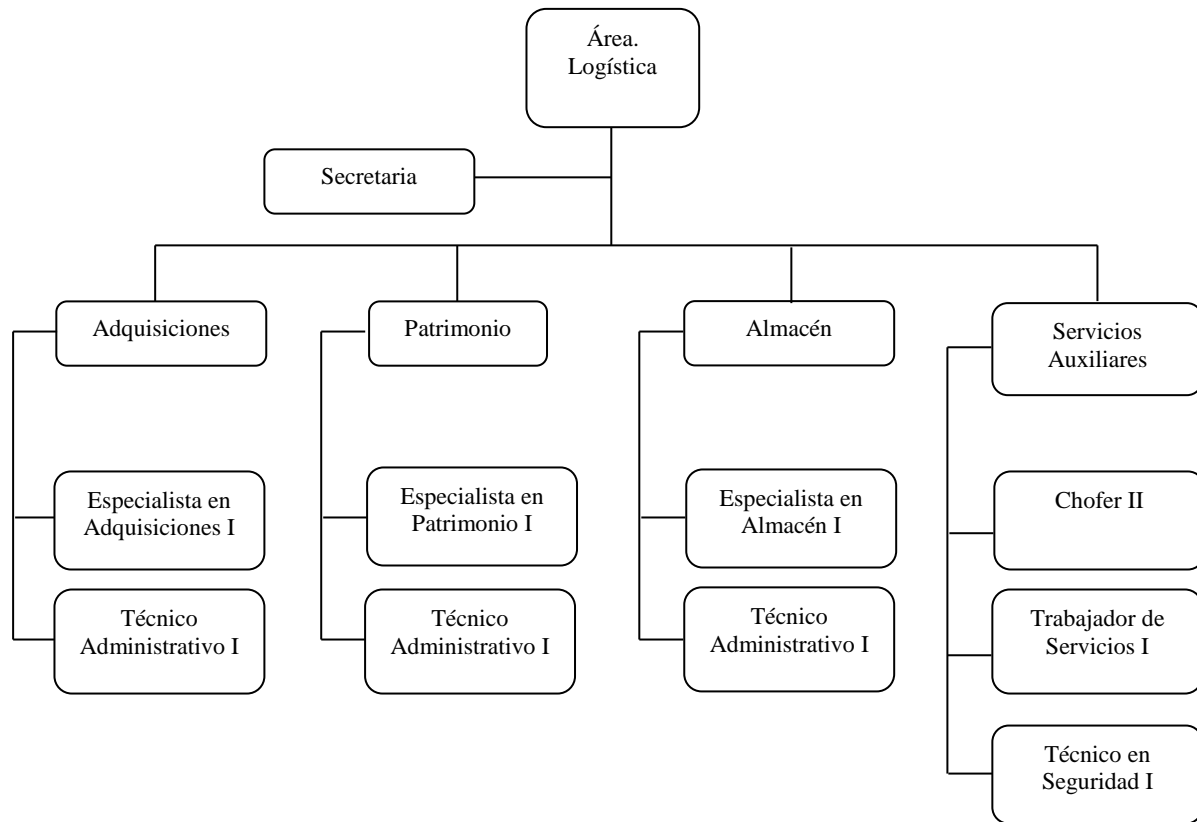 Área.
Logística
Secretaria
Adquisiciones
Patrimonio
Almacén
Servicios
Auxiliares
Especialista en
Adquisiciones I
Especialista en
Patrimonio I
Especialista en
Almacén I
Chofer II
Técnico
Administrativo I
Técnico
Administrativo I
Técnico
Administrativo I
Trabajador de
Servicios I
Técnico en
Seguridad I